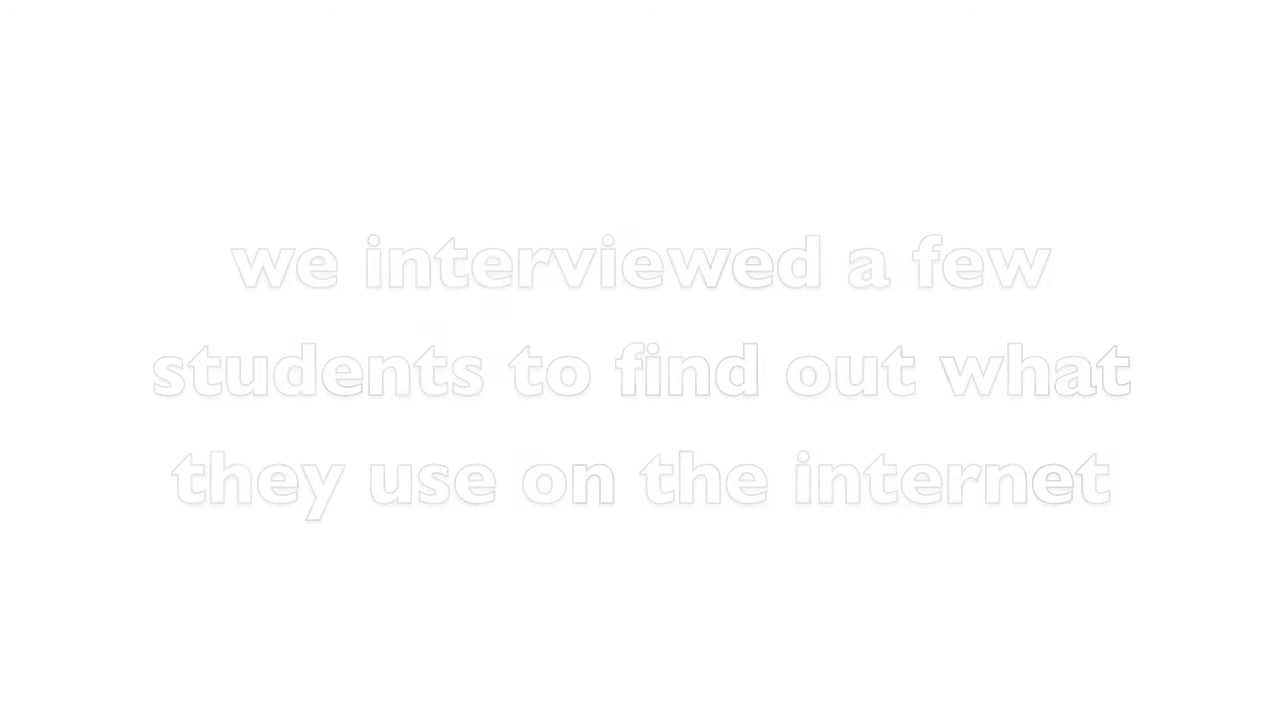 we interviewed a few
students to find out what
they use on the internet